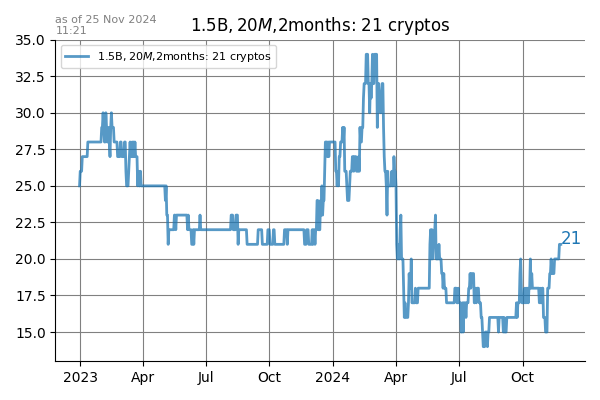 as of 25 Nov 2024
11:21
1.5B, 20M,2months: 21 cryptos
1.5B, 20M,2months: 21 cryptos
35.0
32.5
30.0
27.5
25.0
22.5
20.0
17.5
15.0
21
2023
Apr
Jul
Oct
2024
Apr
Jul
Oct